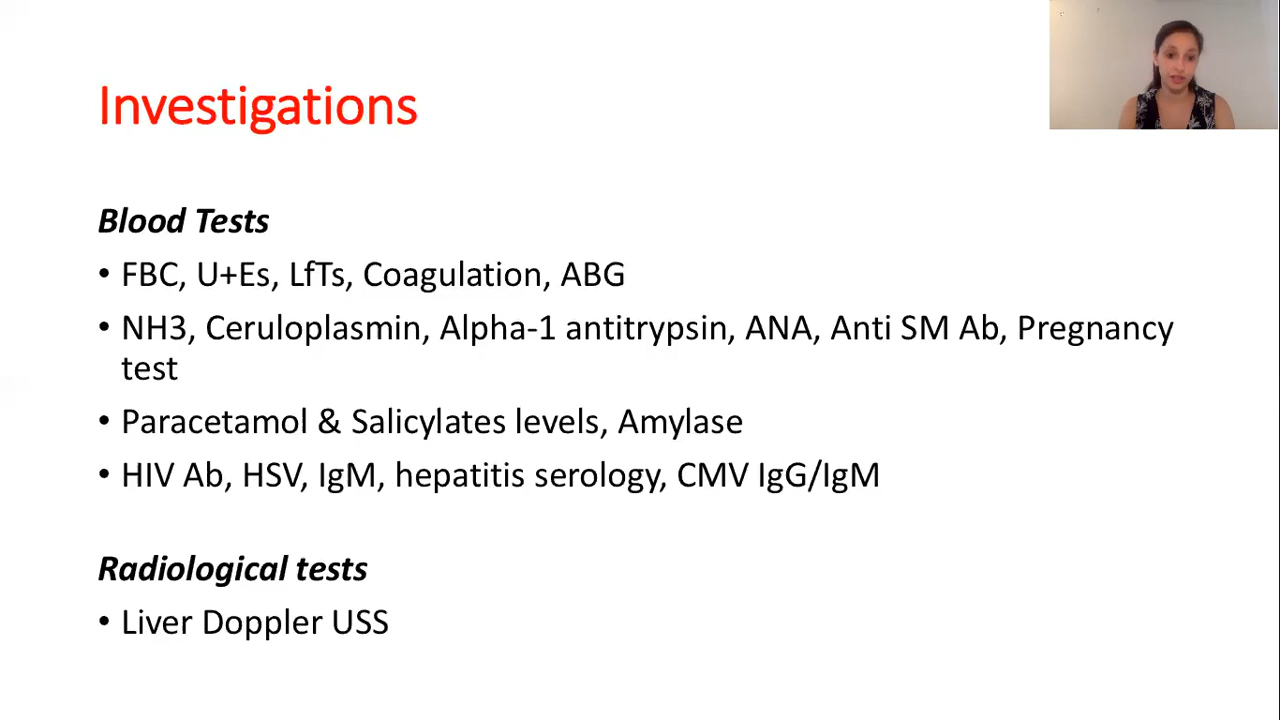 Investigations
Blood Tests
• FBC, U+Es, LfTs, Coagulation, ABG
• NH3, Ceruloplasmin, Alpha-1 antitrypsin, ANA, Anti SM Ab, Pregnancy
test
• Paracetamol & Salicylates levels, Amylase
• HIV Ab, HSV, IgM, hepatitis serology, CMV IgG/IgM
Radiological tests
• Liver Doppler USS